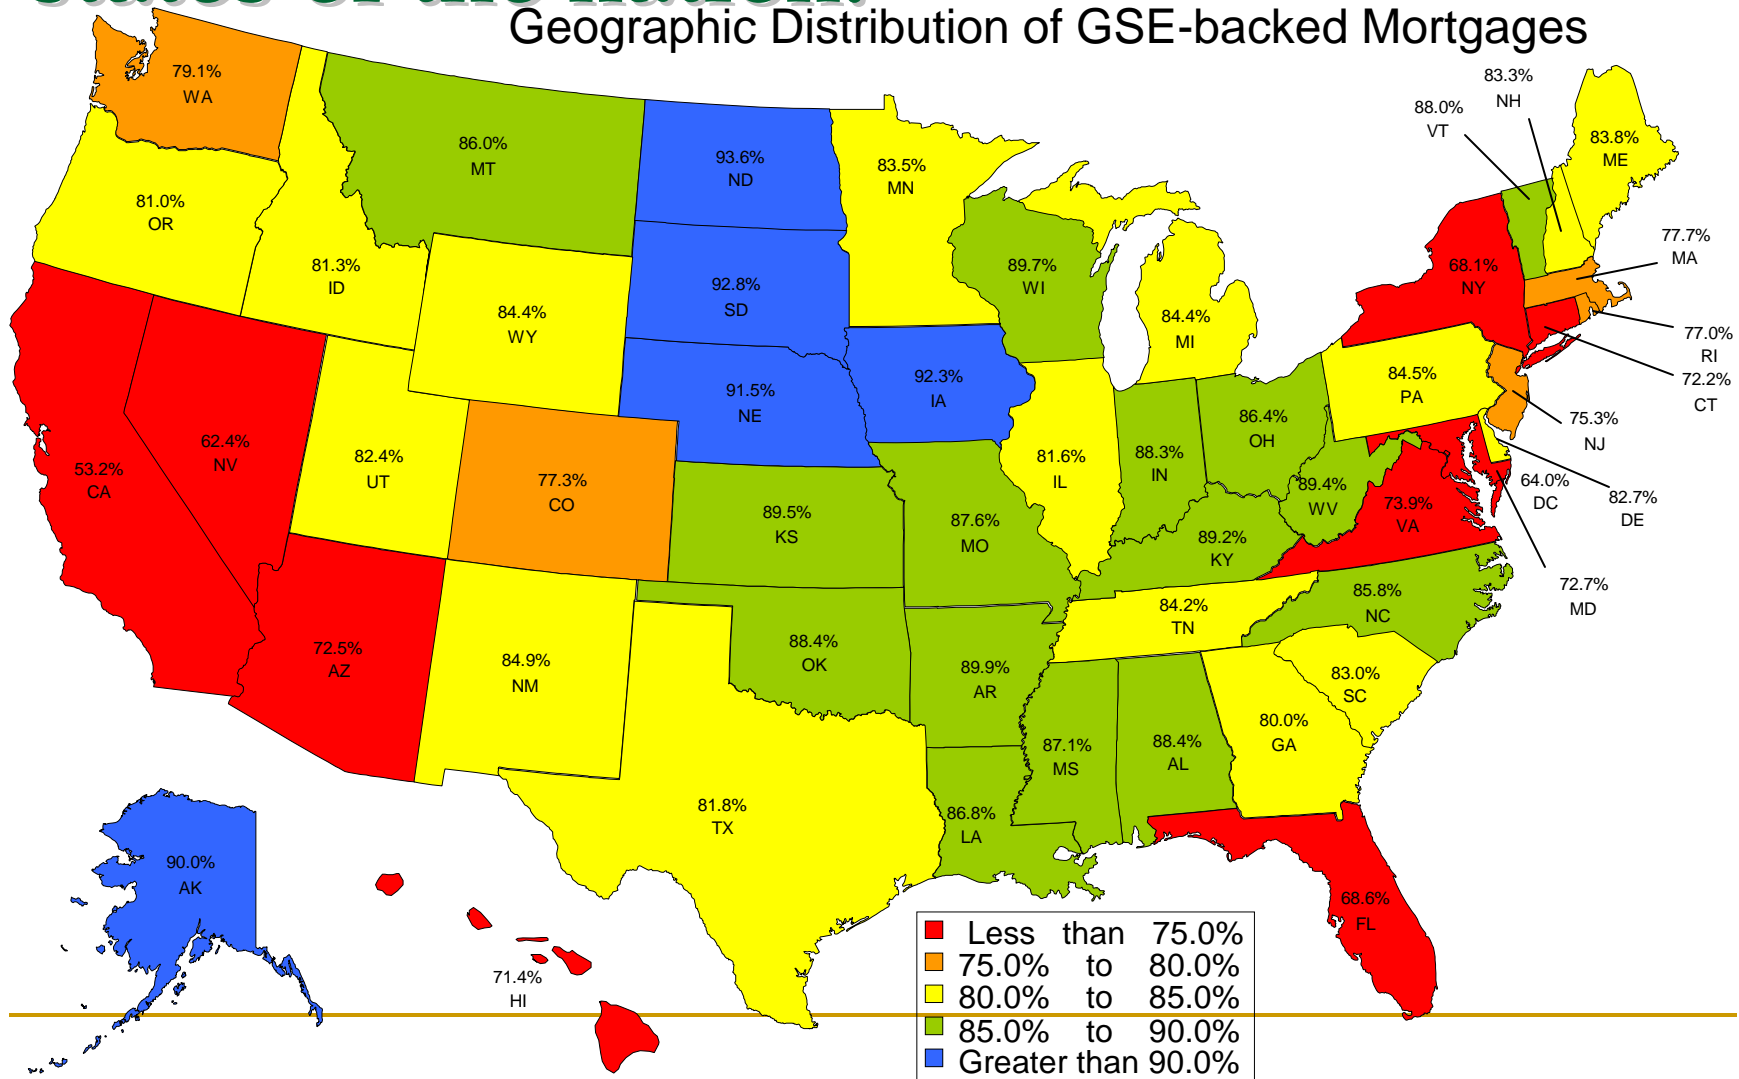 states of the nation.
Geographic Distribution of GSE-backed Mortgages
79.1%
WA
81.0%
OR
81.3%
ID
86.0%
MT
93.6%
ND
83.5%
MN
92.8%
SD
84.4%
WY
89.7%
WI
84.4%
MI
83.3%
NH
88.0%
VT
83.8%
ME
77.7%
MA
68.1%
NY
77.0%
RI
72.2%
CT
84.5%
PA
75.3%
NJ
64.0%
DC
82.7%
DE
72.7%
MD
53.2%
CA
62.4%
NV
82.4%
UT
77.3%
CO
91.5%
NE
92.3%
IA
81.6%
IL
88.3%
IN
86.4%
OH
89.4%
WV
73.9%
VA
89.5%
KS
87.6%
MO
89.2%
KY
85.8%
NC
84.2%
TN
72.5%
AZ
84.9%
NM
88.4%
OK
89.9%
AR
83.0%
SC
80.0%
GA
88.4%
AL
87.1%
MS
86.8%
LA
81.8%
TX
68.6%
FL
90.0%
AK
71.4%
HI
Less than 75.0%
75.0% to 80.0%
80.0% to 85.0%
85.0% to 90.0%
Greater than 90.0%